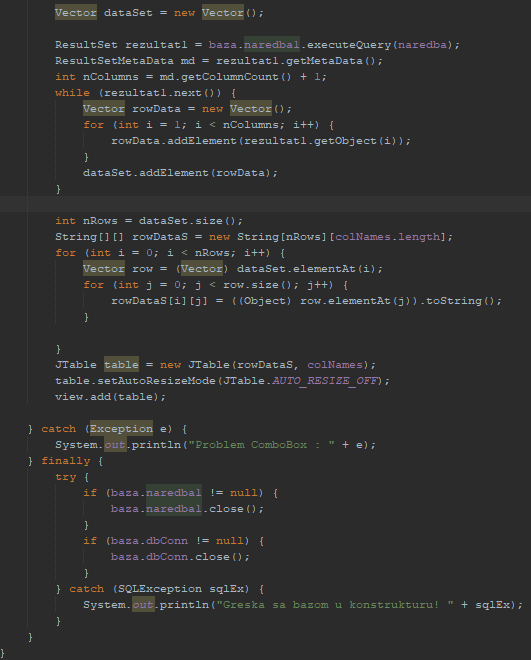 Vector dataSet = new Vector();
ResultSet rezultat1 = baza.naredba1.executeQuery(naredba);
ResultSetMetaData md = rezultat1.getMetaData();
int nColumns = md.getColumnCount() + 1;
while (rezultat1.next()) {
Vector rowData = new Vector();
for (int i = 1; i < nColumns; i++) {
rowData.addElement(rezultat1.getObject(i));
}
dataSet.addElement(rowData);
}
int nRows = dataSet.size();
String[][] rowDataS = new String[nRows][colNames.length];
for (int i = 0; i < nRows; i++) {
Vector row = (Vector) dataSet.elementAt(i);
for (int j = 0; j < row.size(); j++) {
rowDataS[i][j] = ((Object) row.elementAt(j)).toString();
}
}
JTable table = new JTable(rowDataS, colNames);
table.setAutoResizeMode(JTable.AUTO_RESIZE_OFF);
view.add(table);
} catch (Exception e) {
System.out.println("Problem ComboBox : " + e);
} finally {
try {
if (baza.naredba1 != null) {
baza.naredba1.close();
}
if (baza.dbConn != null) {
baza.dbConn.close();
}
} catch (SQLException sqlEx) {
System.out.println("Greska sa bazom u konstrukturu! " + sqlEx);
}
}
}